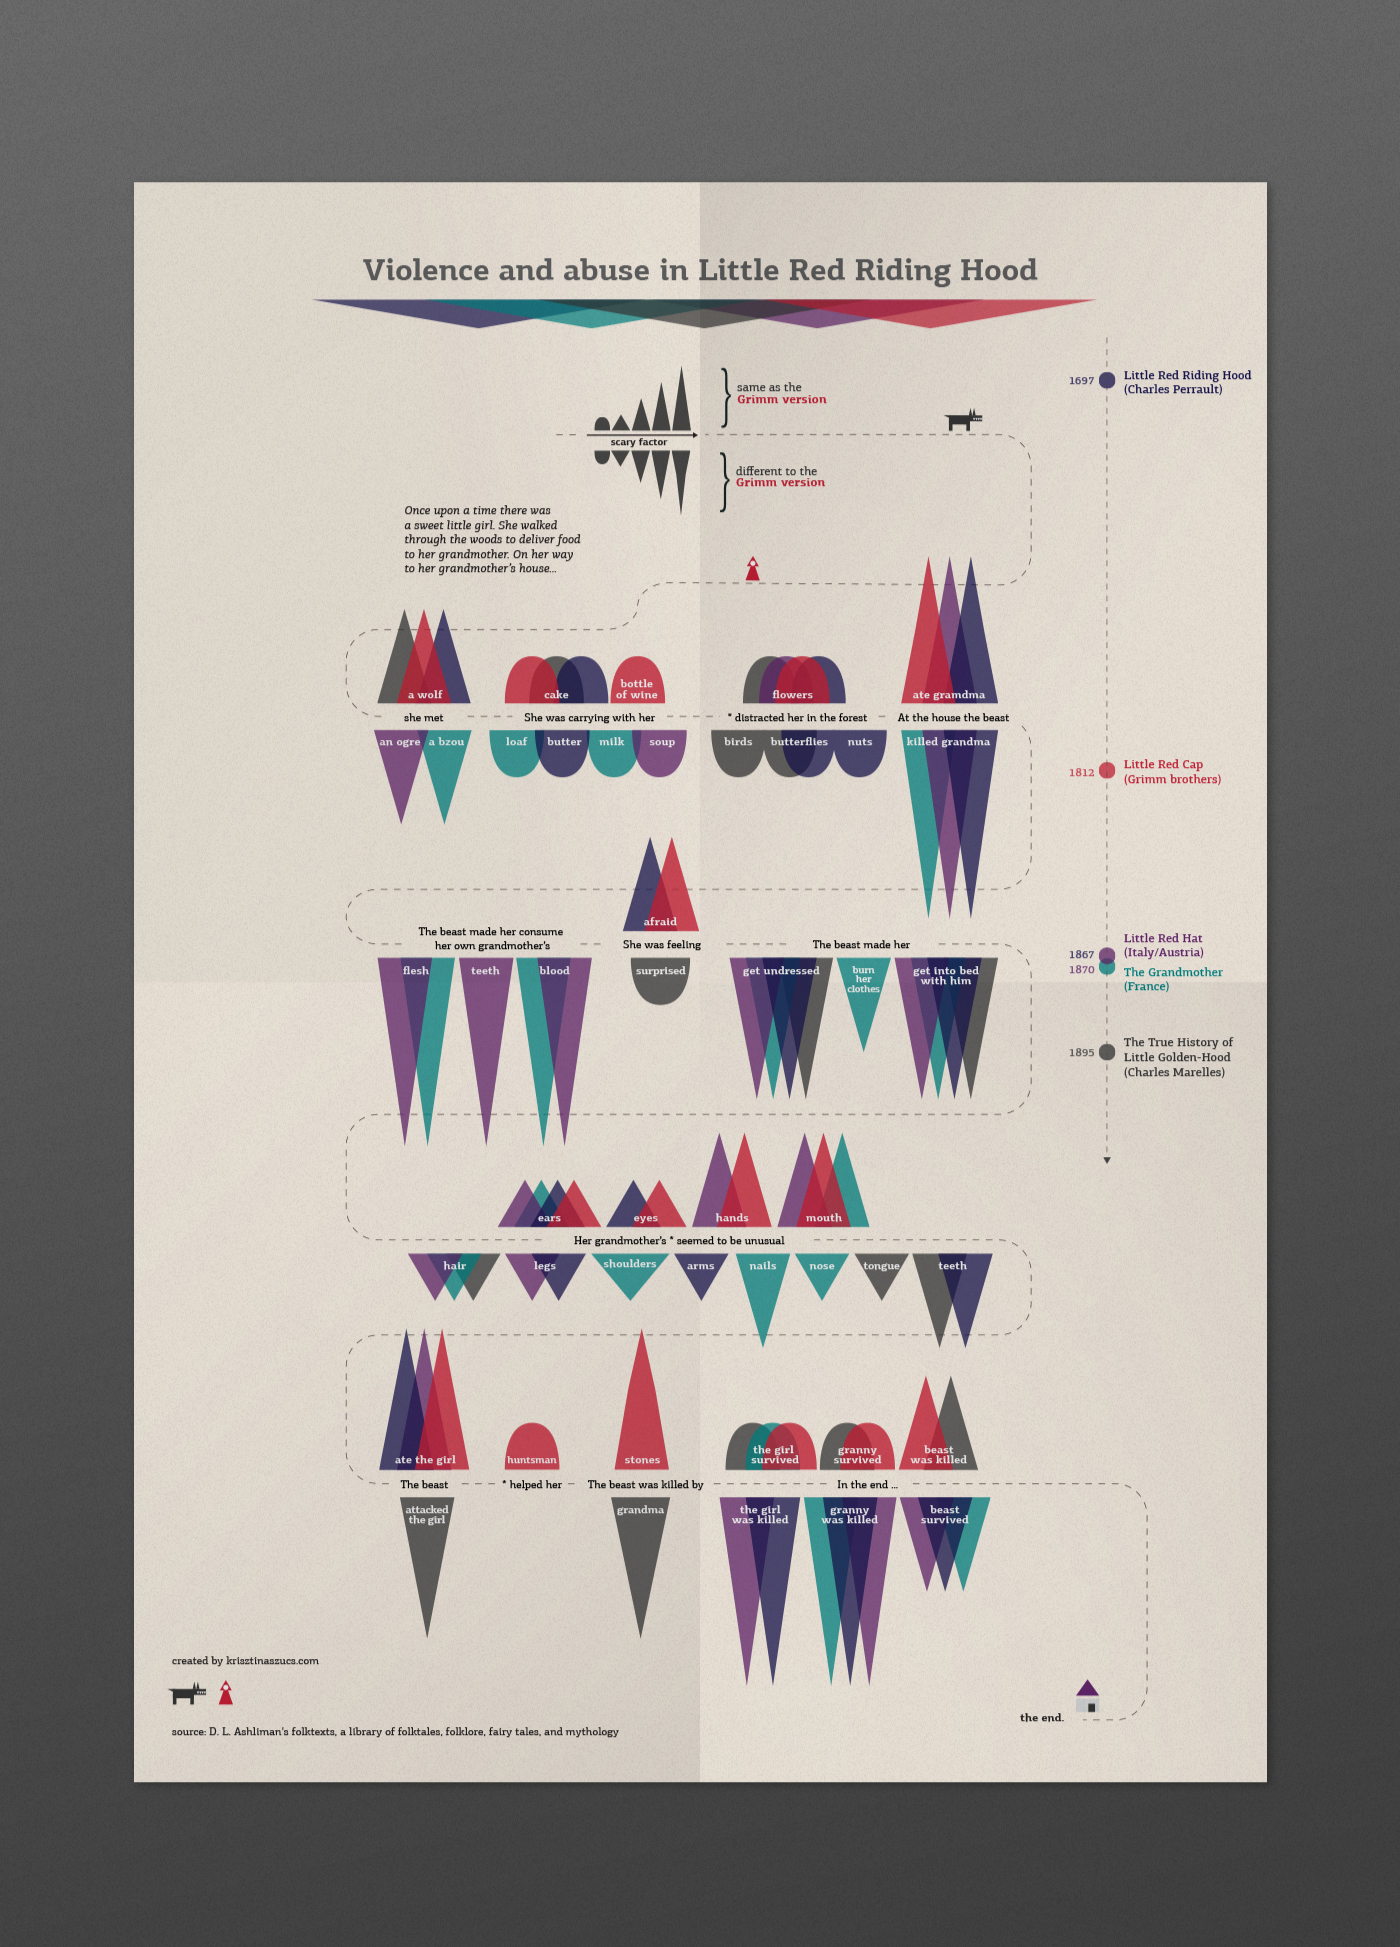 Violence and abuse in Little Red Riding Hood
same as the
Grimm version
scary factor
different to the
Grimm version
1697
Little Red Riding Hood
(Charles Perrault)
Once upon a time there was
a sweet little girl. She walked
through the woods to deliver food
to her grandmother. On her way
to her grandmother's house...
a wolf
cake
bottle
of wine
flowers
ate gramdma
she met
She was carrying with her
* distracted her in the forest
At the house the beast
an ogre
a bzou
loaf
butter
milk
soup
birds
butterflies
nuts
killed grandma
1812
Little Red Cap
(Grimm brothers)
afraid
The beast made her consume
her own grandmother's
She was feeling
The beast made her
flesh
teeth
blood
surprised
get undressed
burn
her
clothes
get into bed
with him
1867
Little Red Hat
(Italy/Austria)
1870
The Grandmother
(France)
1895
The True History of
Little Golden-Hood
(Charles Marelles)
ears
eyes
hands
mouth
Her grandmother's * seemed to be unusual
hair
legs
shoulders
arms
nails
nose
tongue
teeth
ate the girl
huntsman
stones
the girl
survived
granny
survived
beast
was killed
The beast
* helped her
The beast was killed by
In the end ...
attacked
the girl
grandma
the girl
was killed
granny
was killed
beast
survived
created by krisztinaszucs.com
the end.
source: D. L. Ashliman's folktexts, a library of folktales, folklore, fairy tales, and mythology